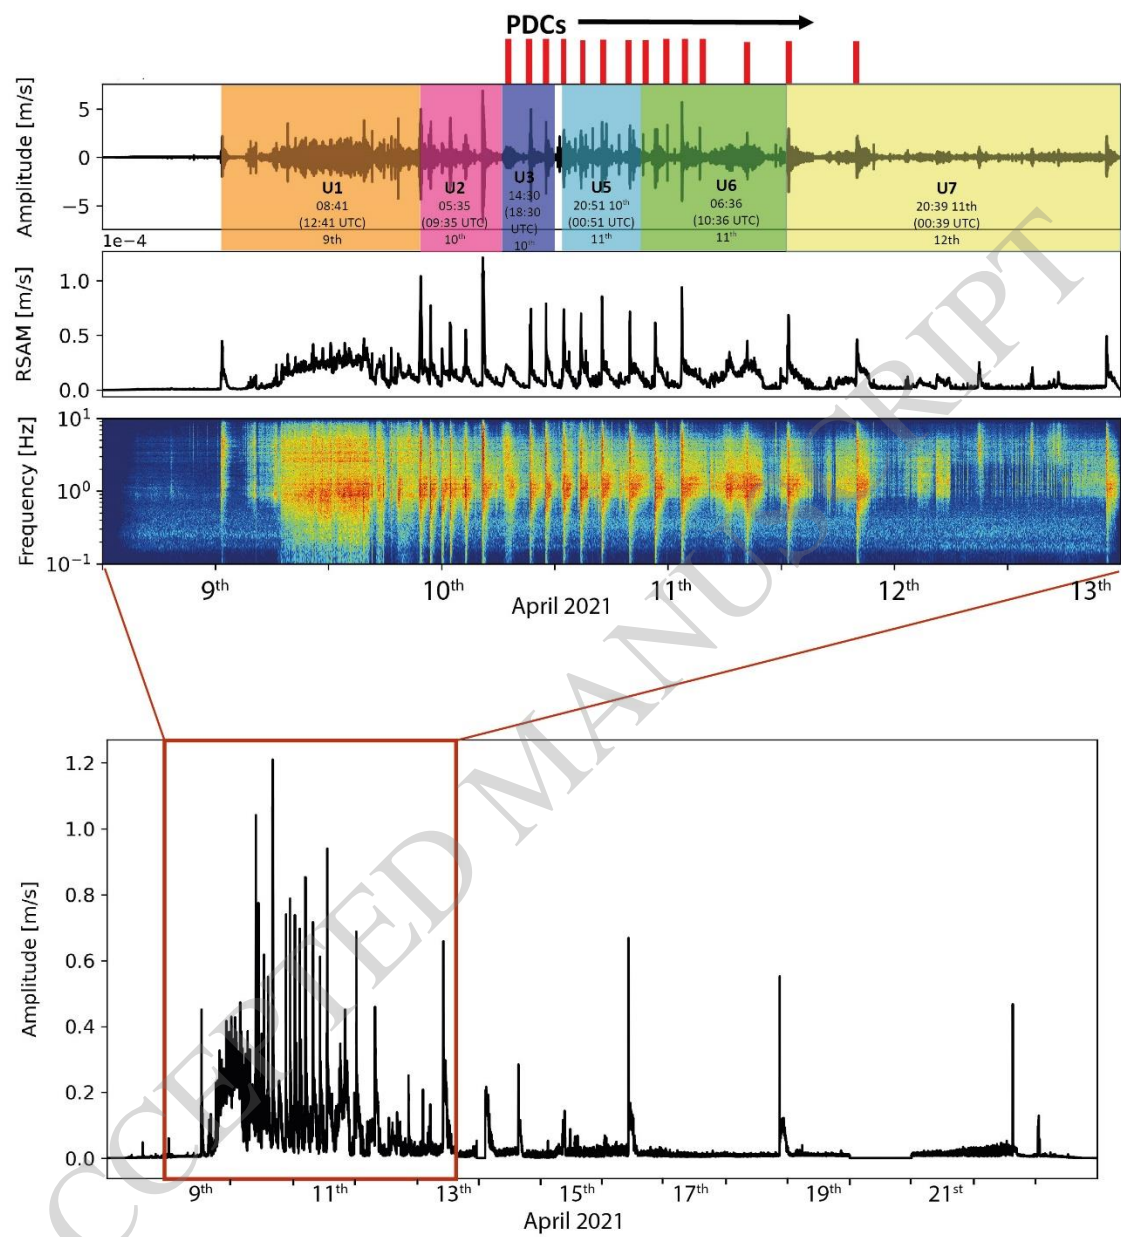 PDCs
Amplitude [m/s]
5
0
−5
1e−4
U1
08:41
(12:41 UTC)
9th
U2
05:35
(09:35 UTC)
10th
U3
14:30
(18:30
UTC)
10th
U5
20:51 10th
(00:51 UTC)
11th
U6
06:36
(10:36 UTC)
11th
U7
20:39 11th
(00:39 UTC)
12th
RSAM [m/s]
1.0
0.5
0.0
Frequency [Hz]
10¹
10⁰
10⁻¹
9th 10th 11th 12th 13th
April 2021
Amplitude [m/s]
1.2
1.0
0.8
0.6
0.4
0.2
0.0
9th 11th 13th 15th 17th 19th 21st
April 2021
CCEPTED MANUSCRIPT